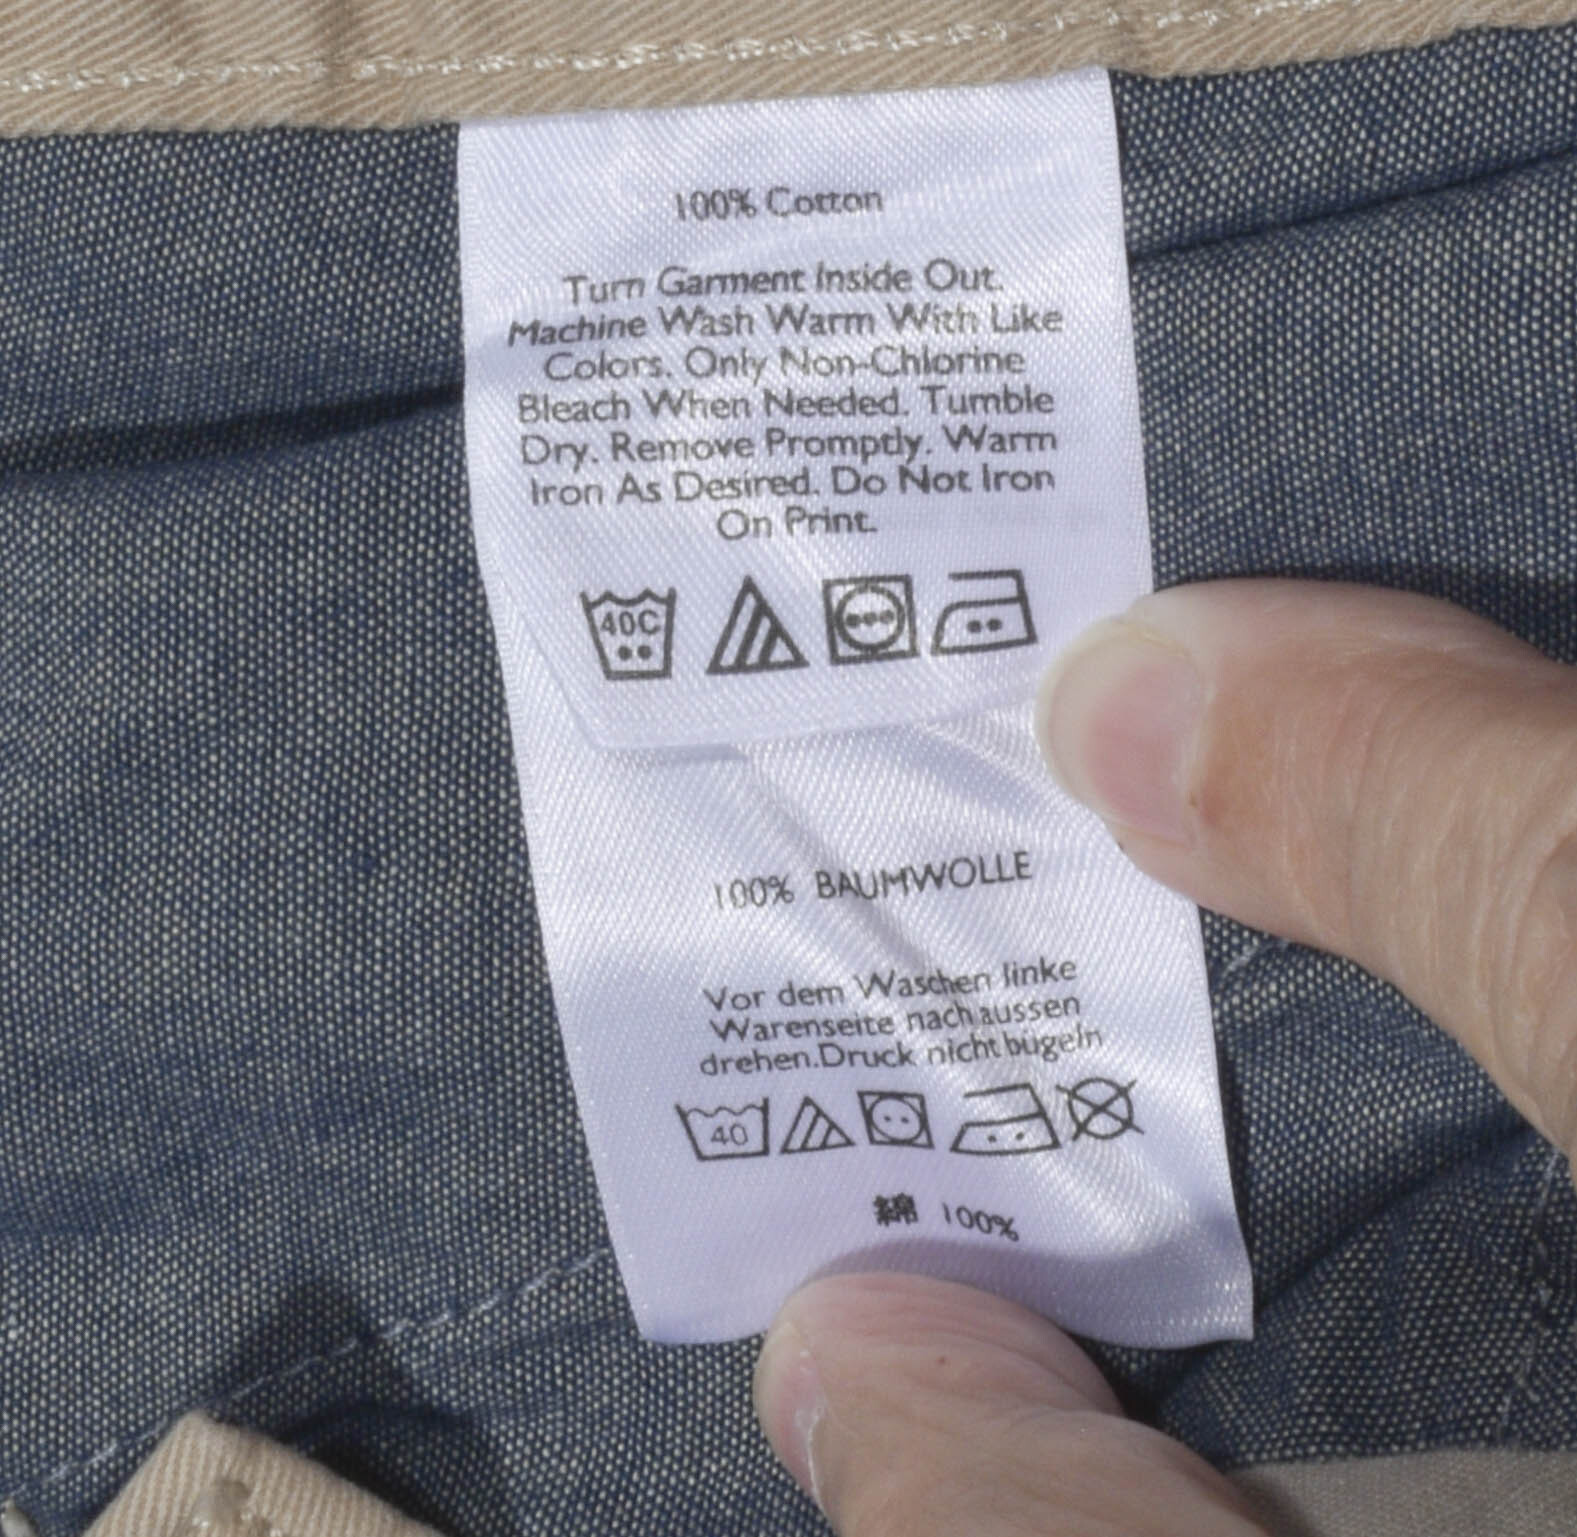 100% Cotton
Turn Garment Inside Out.
Machine Wash Warm With Like
Colors. Only Non-Chlorine
Bleach When Needed. Tumble
Dry. Remove Promptly. Warm
Iron As Desired. Do Not Iron
On Print.
40C
100% BAUMWOLLE
Vor dem Waschen linke
Warenseite nach aussen
drehen.Druck nicht bügeln
40
綿 100%